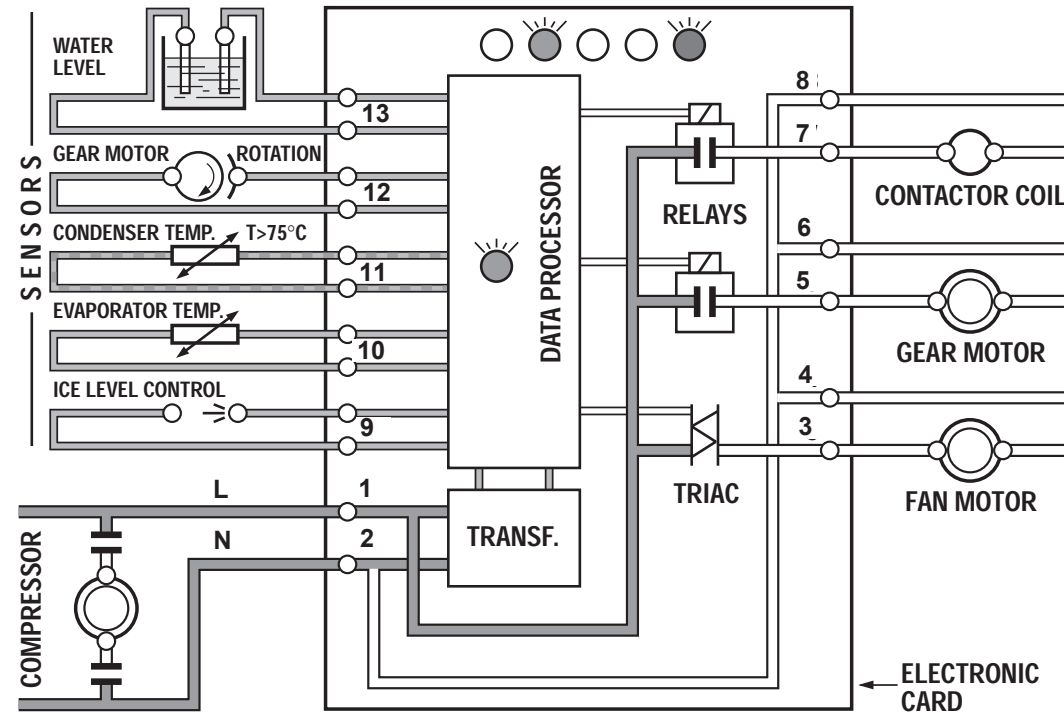 WATER
LEVEL
13
GEAR MOTOR ROTATION
12
CONDENSER TEMP. T>75°C
11
EVAPORATOR TEMP.
10
ICE LEVEL CONTROL
9
SENSORS
L 1
N 2
COMPRESSOR
DATA PROCESSOR
TRANSF.
RELAYS
TRIAC
8
7
CONTACTOR COIL
6
5
GEAR MOTOR
4
3
FAN MOTOR
ELECTRONIC
CARD